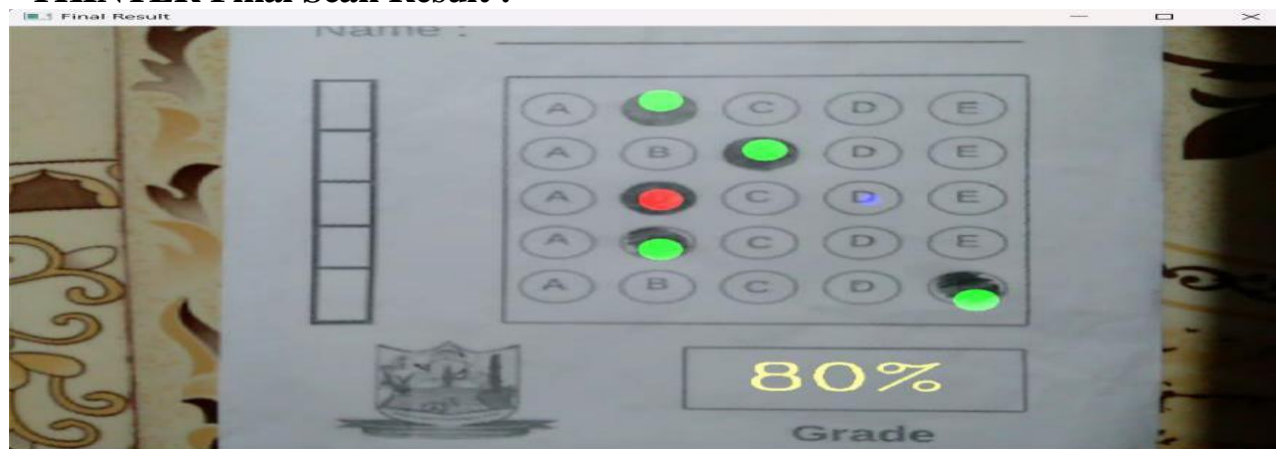 Final Scan Result :
Final Result
Name :
A C D E
A B D E
A C D E
A C D E
A B C D
80%
Grade